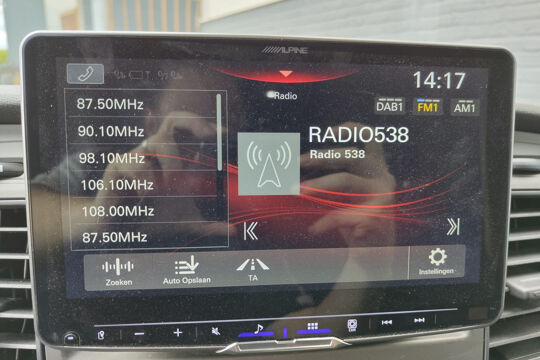 ALPINE
Radio
14:17
DAB1 FM1 AM1
87.50MHz
90.10MHz
98.10MHz
106.10MHz
108.00MHz
87.50MHz
RADIO538
Radio 538
Zoeken
Auto Opslaan
TA
Instellingen